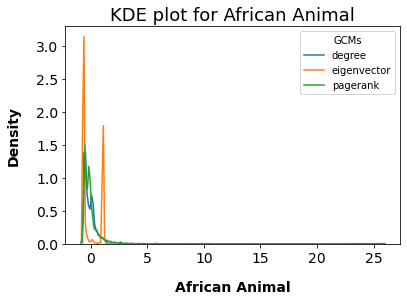 KDE plot for African Animal
GCMs
degree
eigenvector
pagerank
Density
3.0
2.5
2.0
1.5
1.0
0.5
0.0
0 5 10 15 20 25
African Animal